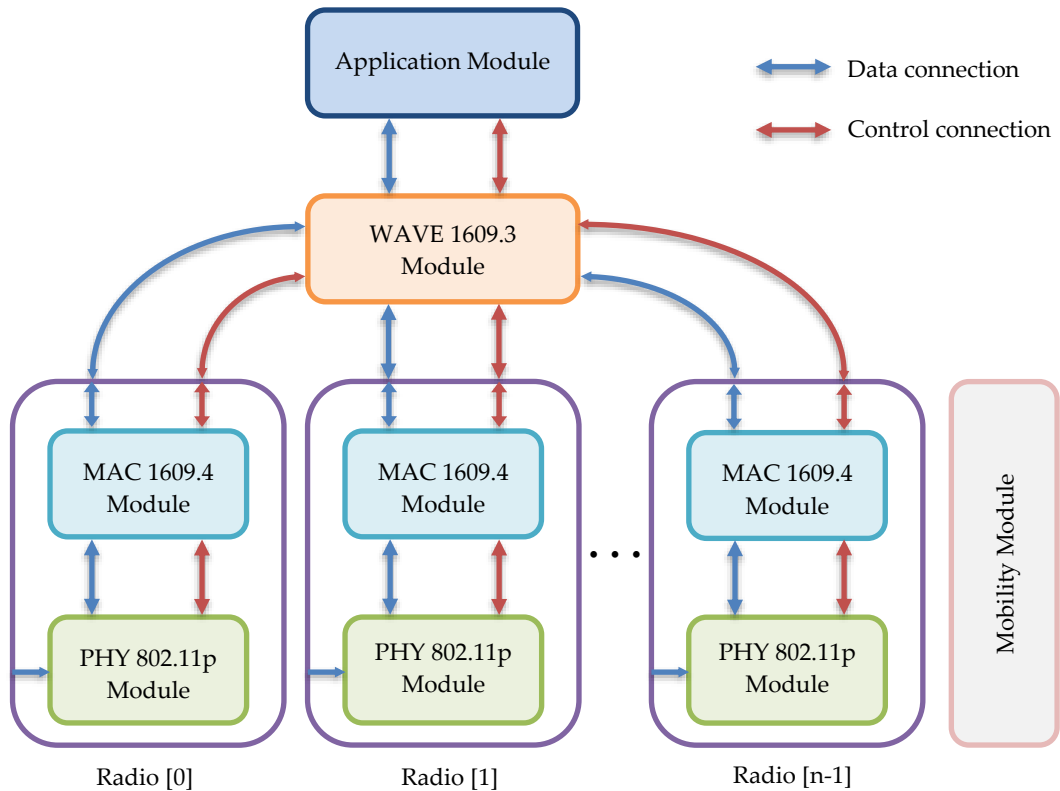 Application Module
Data connection
Control connection
WAVE 1609.3
Module
MAC 1609.4
Module
MAC 1609.4
Module
MAC 1609.4
Module
. . .
PHY 802.11p
Module
PHY 802.11p
Module
PHY 802.11p
Module
Mobility Module
Radio [0]
Radio [1]
Radio [n-1]